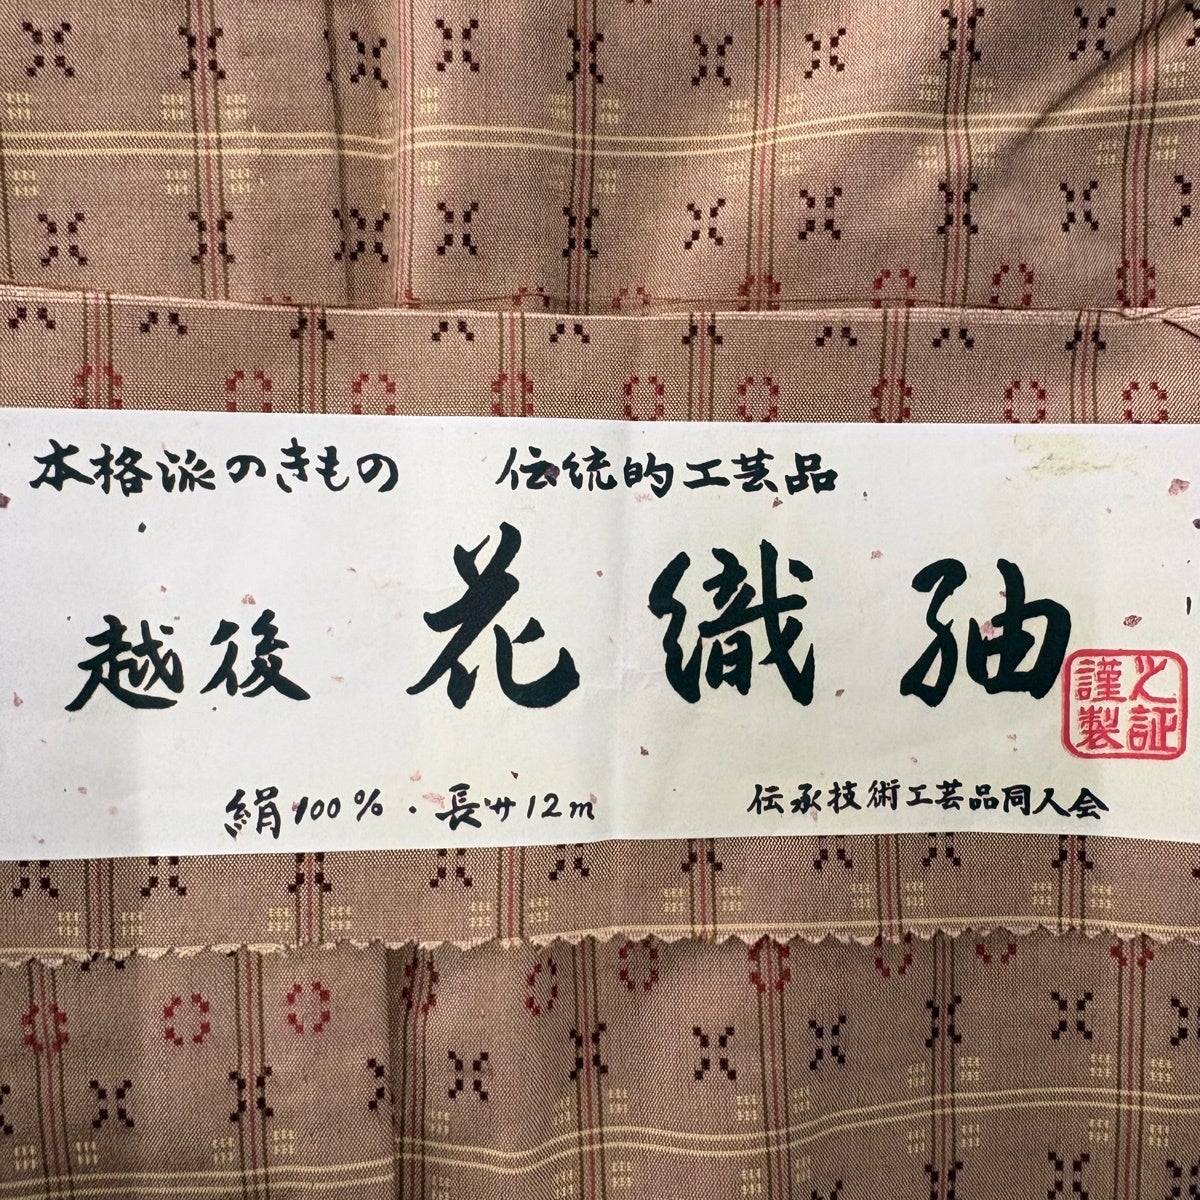 本格派のきもの 伝統的工芸品
越後 花織紬
之証
謹製
絹100%・長サ12m 伝承技術工芸品同人会